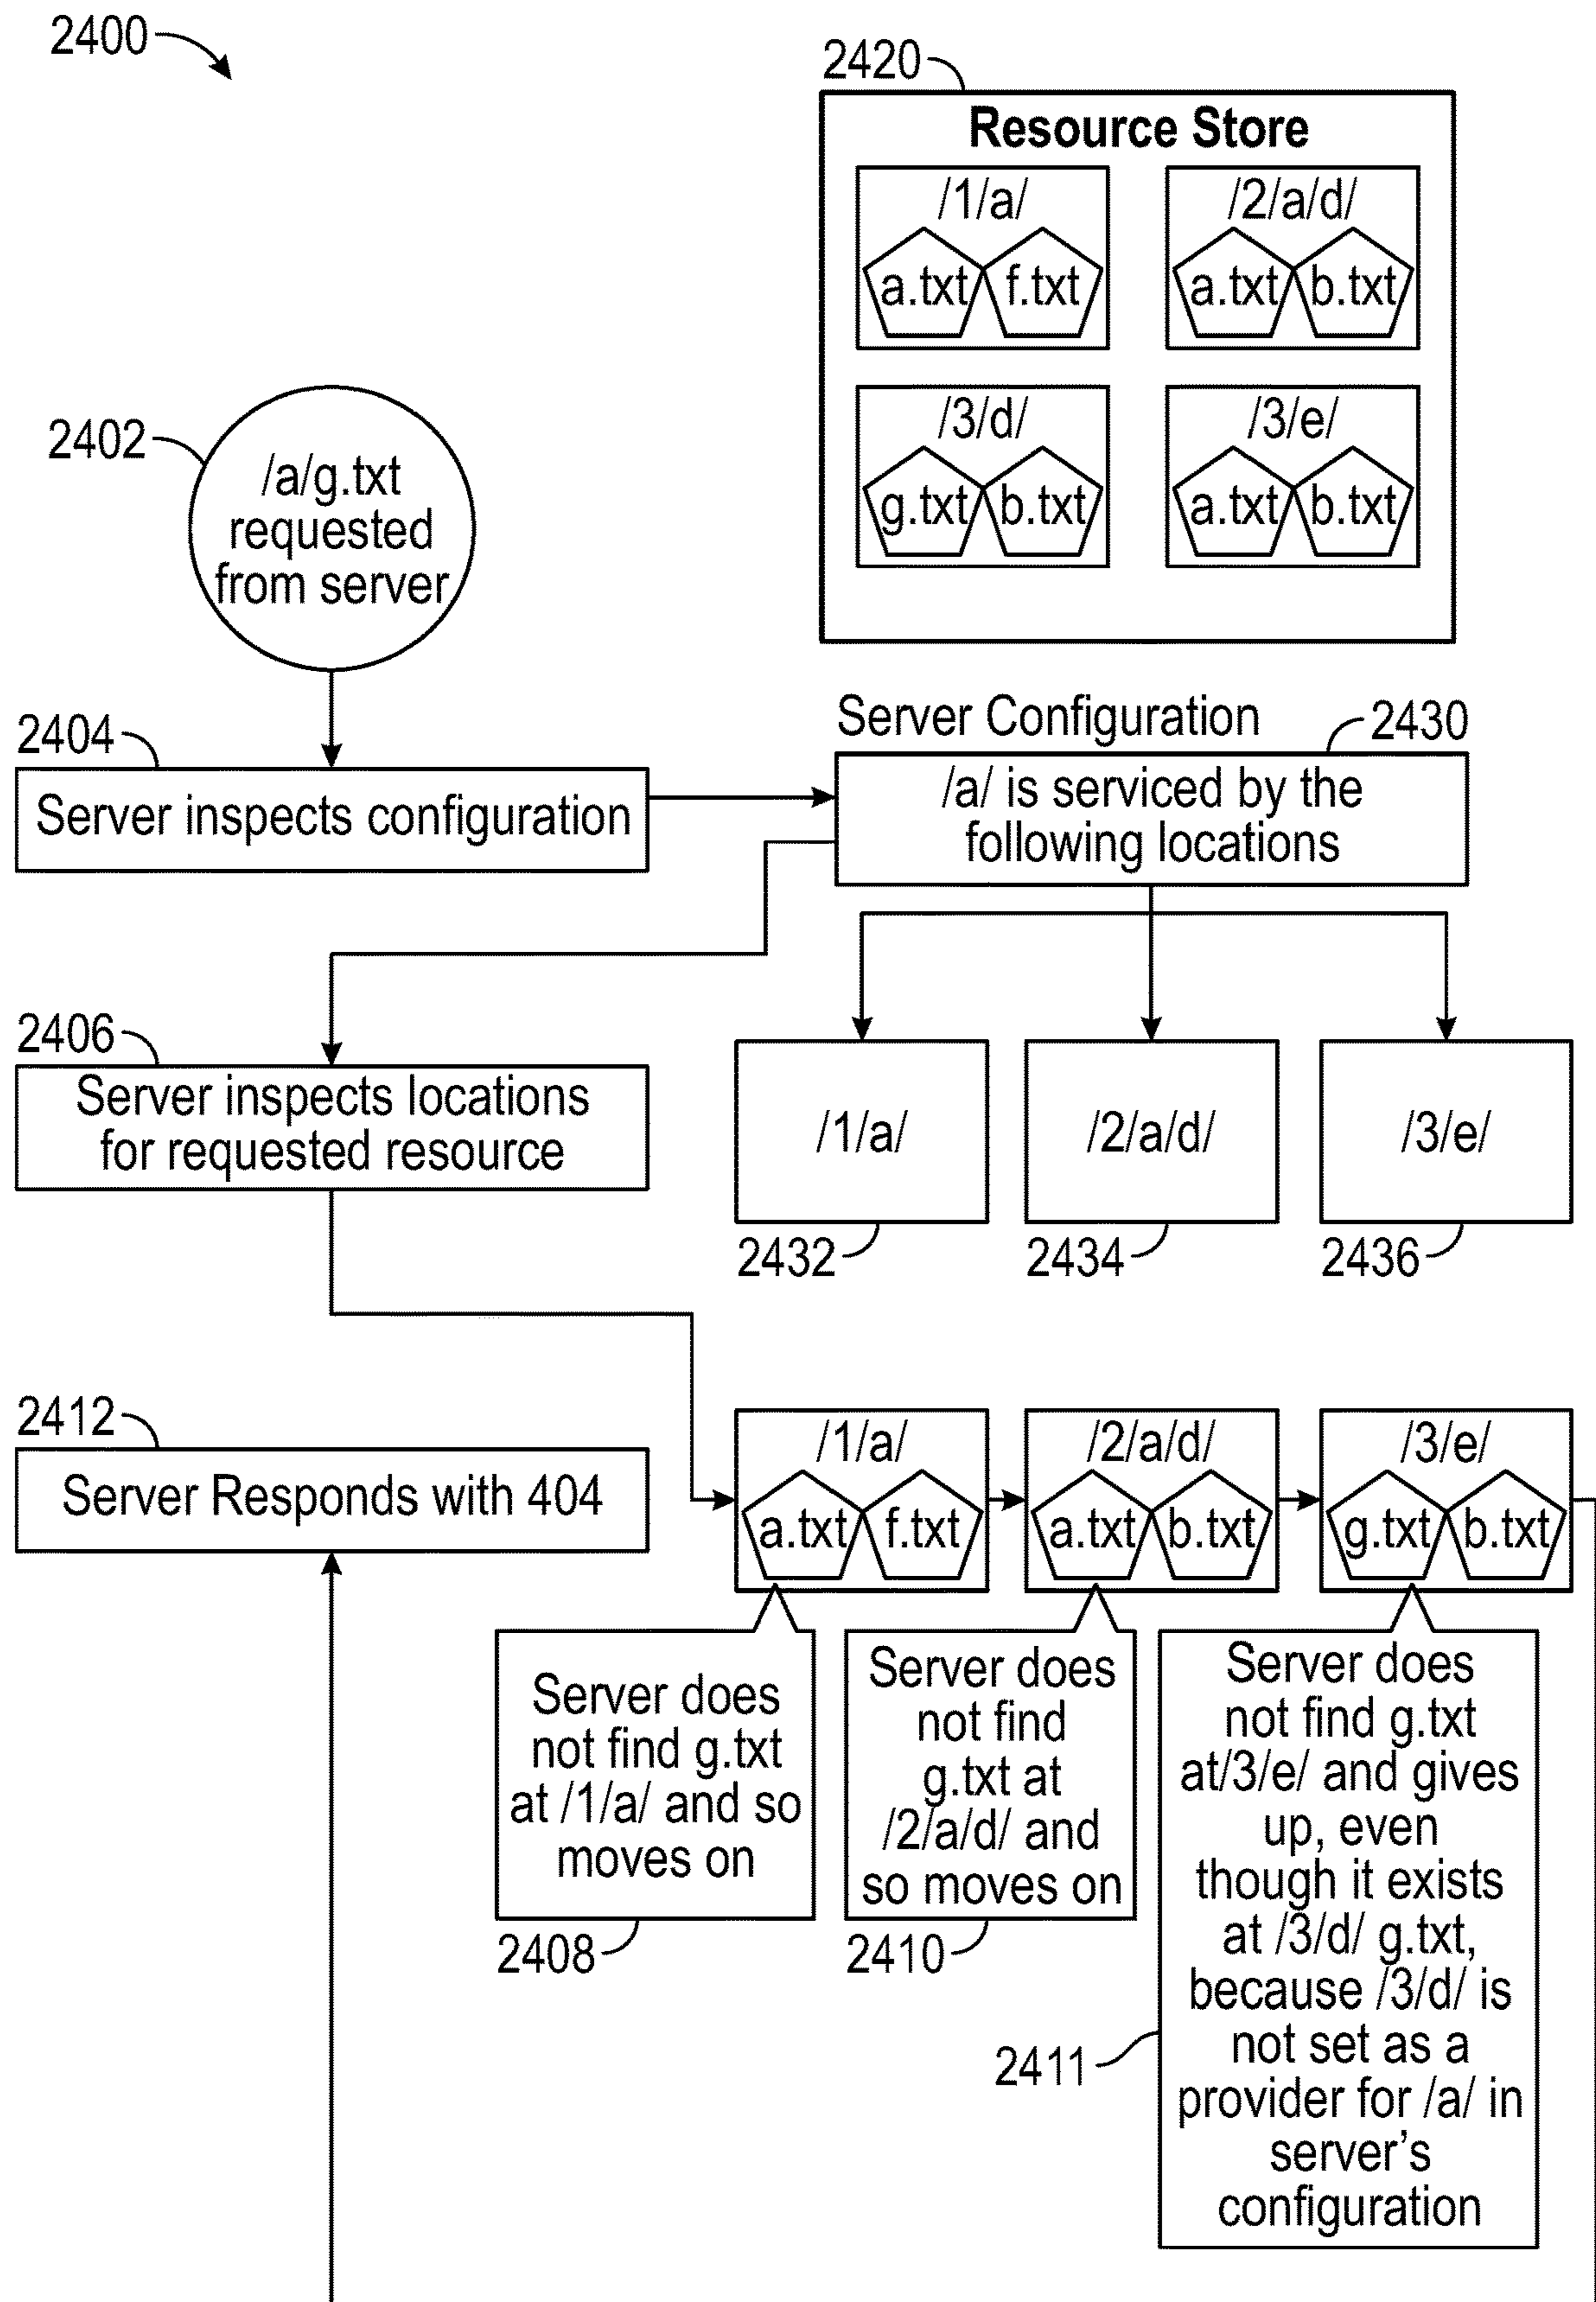 2400
2420
Resource Store
/1/a/
a.txt f.txt
/2/a/d/
a.txt b.txt
/3/d/
g.txt b.txt
/3/e/
a.txt b.txt
2402
/a/g.txt
requested
from server
2404
Server inspects configuration
Server Configuration
2430
/a/ is serviced by the
following locations
2406
Server inspects locations
for requested resource
/1/a/
2432
/2/a/d/
2434
/3/e/
2436
2412
Server Responds with 404
/1/a/
a.txt f.txt
/2/a/d/
a.txt b.txt
/3/e/
g.txt b.txt
Server does
not find g.txt
at /1/a/ and so
moves on
2408
Server does
not find
g.txt at
/2/a/d/ and
so moves on
2410
Server does
not find g.txt
at/3/e/ and gives
up, even
though it exists
at /3/d/ g.txt,
because /3/d/ is
not set as a
provider for /a/ in
server's
configuration
2411